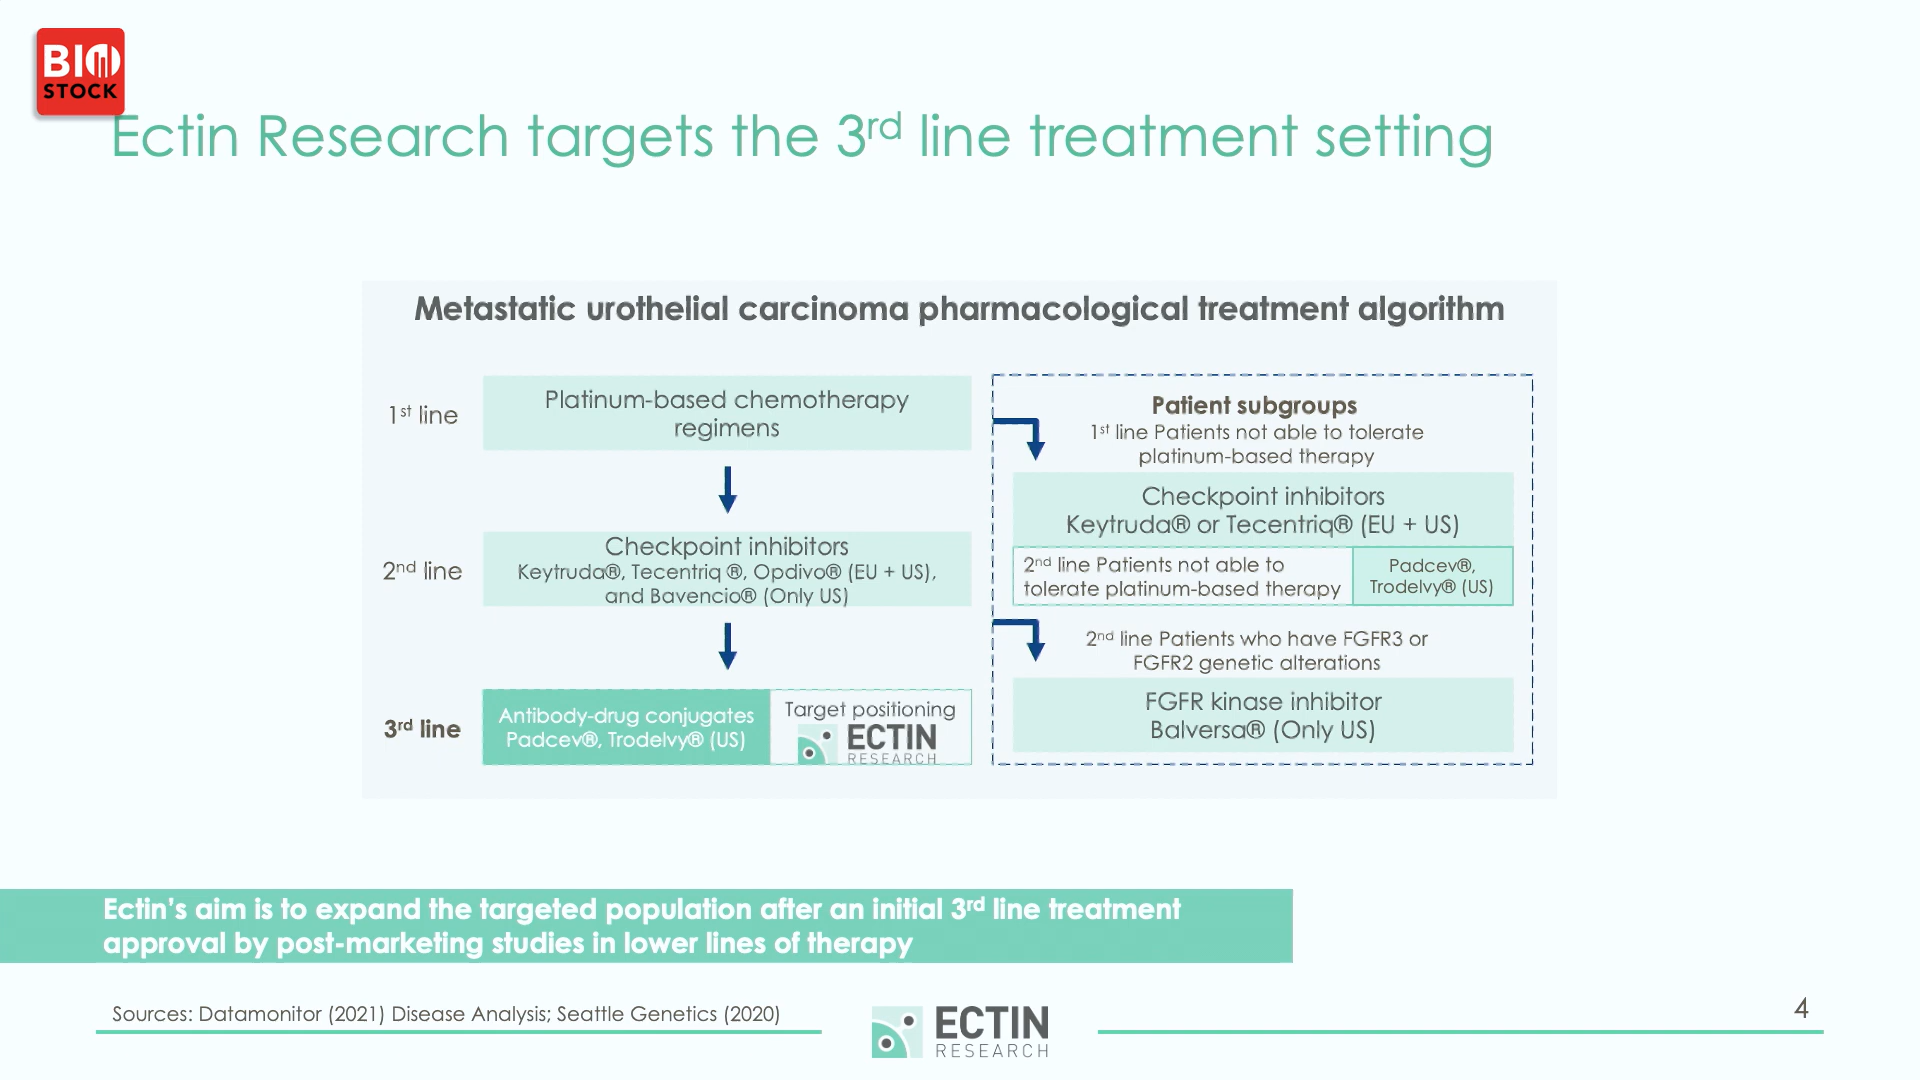 BIO
STOCK
Ectin Research targets the 3rd line treatment setting
Metastatic urothelial carcinoma pharmacological treatment algorithm
1st line
Platinum-based chemotherapy
regimens
2nd line
Checkpoint inhibitors
Keytruda®, Tecentriq ®, Opdivo® (EU + US),
and Bavencio® (Only US)
3rd line
Antibody-drug conjugates
Padcev®, Trodelvy® (US)
Target positioning
ECTIN
RESEARCH
Patient subgroups
1st line Patients not able to tolerate
platinum-based therapy
Checkpoint inhibitors
Keytruda® or Tecentriq® (EU + US)
2nd line Patients not able to
tolerate platinum-based therapy
Padcev®,
Trodelvy® (US)
2nd line Patients who have FGFR3 or
FGFR2 genetic alterations
FGFR kinase inhibitor
Balversa® (Only US)
Ectin’s aim is to expand the targeted population after an initial 3rd line treatment
approval by post-marketing studies in lower lines of therapy
Sources: Datamonitor (2021) Disease Analysis; Seattle Genetics (2020)
ECTIN
RESEARCH
4